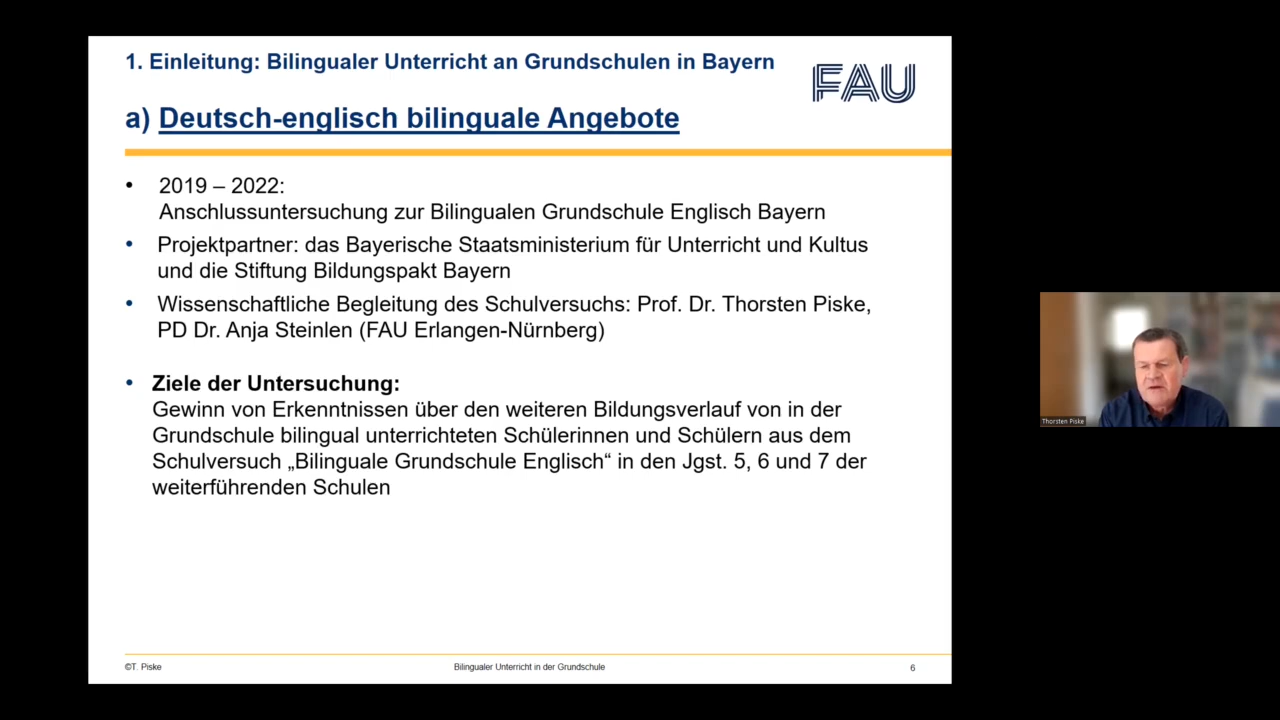 1. Einleitung: Bilingualer Unterricht an Grundschulen in Bayern
FAU
a) Deutsch-englisch bilinguale Angebote
• 2019 – 2022:
Anschlussuntersuchung zur Bilingualen Grundschule Englisch Bayern
• Projektpartner: das Bayerische Staatsministerium für Unterricht und Kultus
und die Stiftung Bildungspakt Bayern
• Wissenschaftliche Begleitung des Schulversuchs: Prof. Dr. Thorsten Piske,
PD Dr. Anja Steinlen (FAU Erlangen-Nürnberg)
• Ziele der Untersuchung:
Gewinn von Erkenntnissen über den weiteren Bildungsverlauf von in der
Grundschule bilingual unterrichteten Schülerinnen und Schülern aus dem
Schulversuch „Bilinguale Grundschule Englisch“ in den Jgst. 5, 6 und 7 der
weiterführenden Schulen
©T. Piske
Bilingualer Unterricht in der Grundschule
6
Thorsten Piske